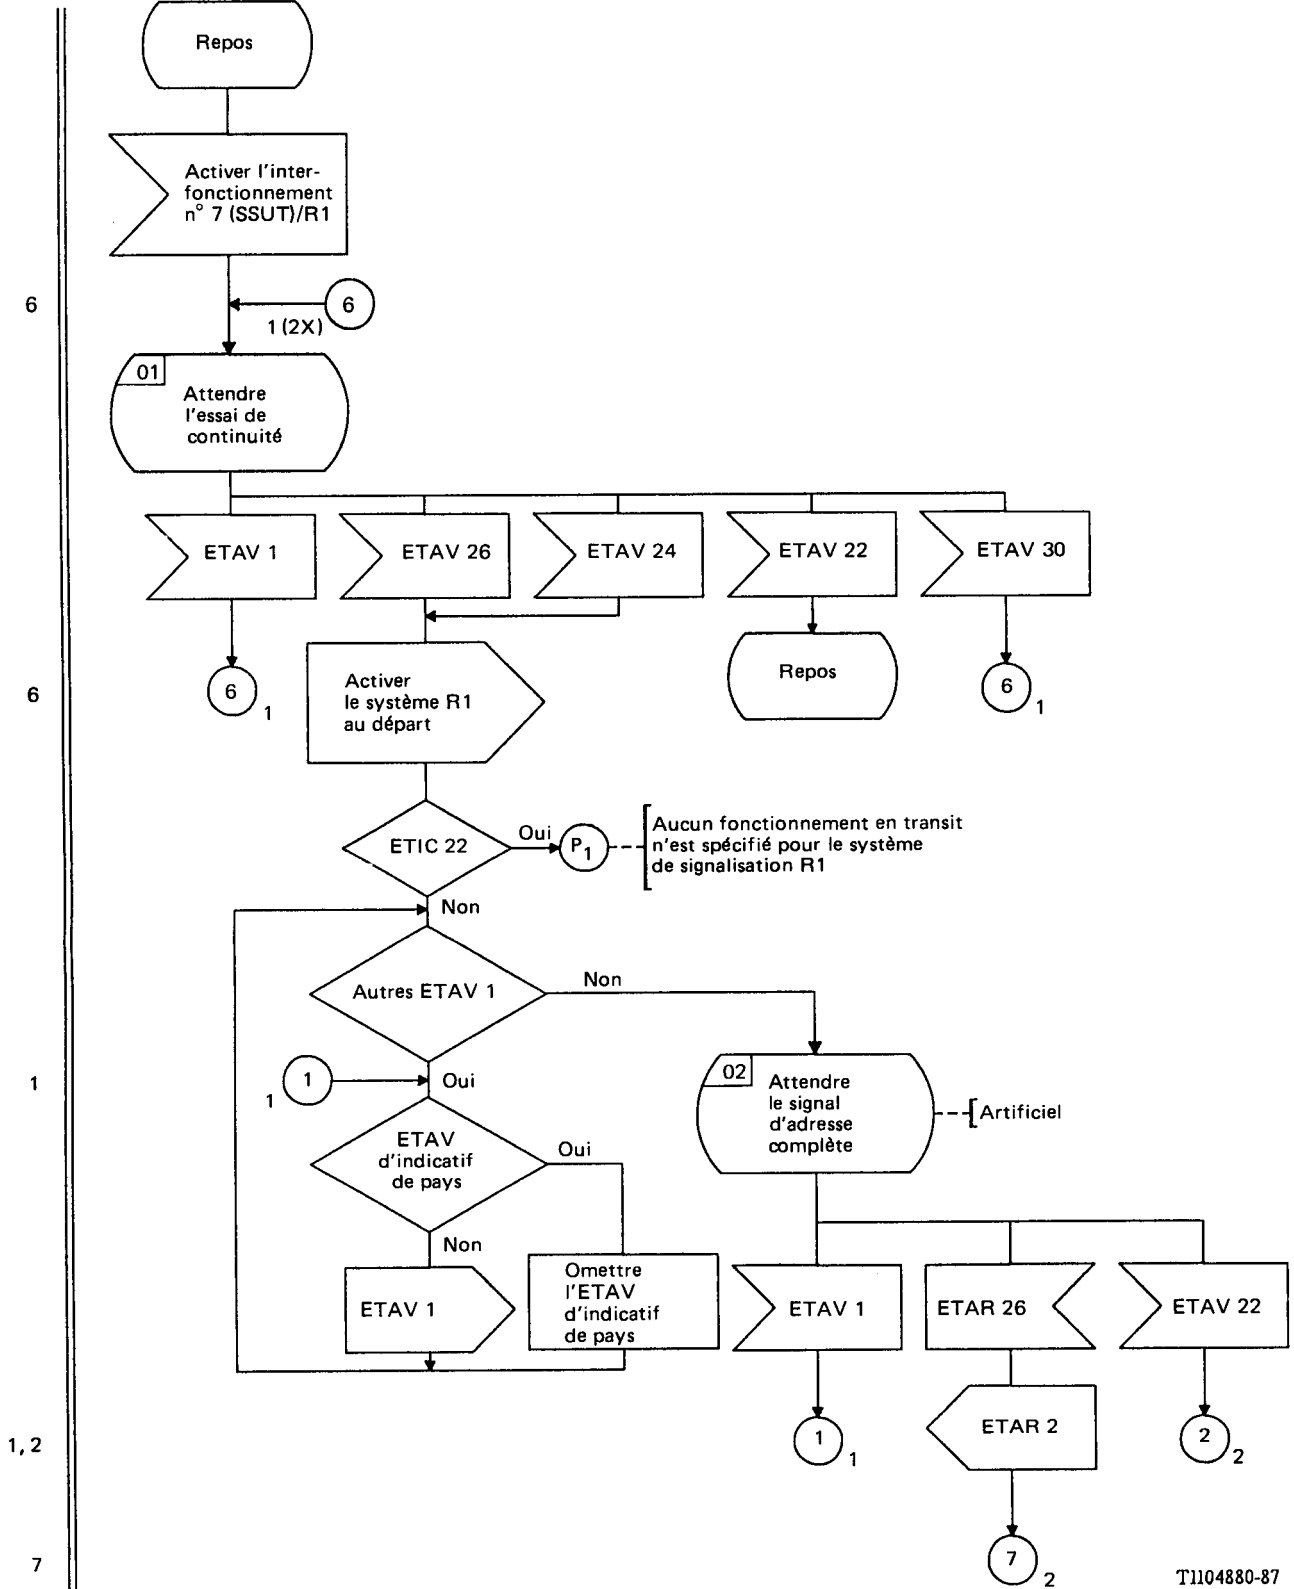 Repos
Activer l'inter-
fonctionnement
n° 7 (SSUT)/R1
6
6
1 (2X)
01
Attendre
l'essai de
continuité
ETAV 1
ETAV 26
ETAV 24
ETAV 22
ETAV 30
6
6
1
Activer
le système R1
au départ
Repos
6
1
ETIC 22
Oui
P1
Aucun fonctionnement en transit
n'est spécifié pour le système
de signalisation R1
Non
Autres ETAV 1
Non
1
1
1
Oui
02
Attendre
le signal
d'adresse
complète
Artificiel
ETAV
d'indicatif
de pays
Oui
Non
ETAV 1
Omettre
l'ETAV
d'indicatif
de pays
ETAV 1
ETAR 26
ETAV 22
1, 2
1
1
ETAR 2
2
2
7
7
2
T1104880-87